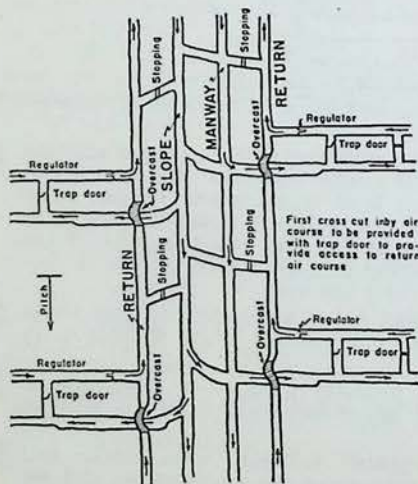 Stopping
Stopping
RETURN
MANWAY
SLOPE
Overcast
Overcast
Regulator
Regulator
Trap door
Trap door
Trap door
First cross cut inby air
course to be provided
with trap door to pro-
vide access to return
air course
Stopping
Stopping
RETURN
Pitch
Overcast
Overcast
Regulator
Regulator
Trap door
Trap door